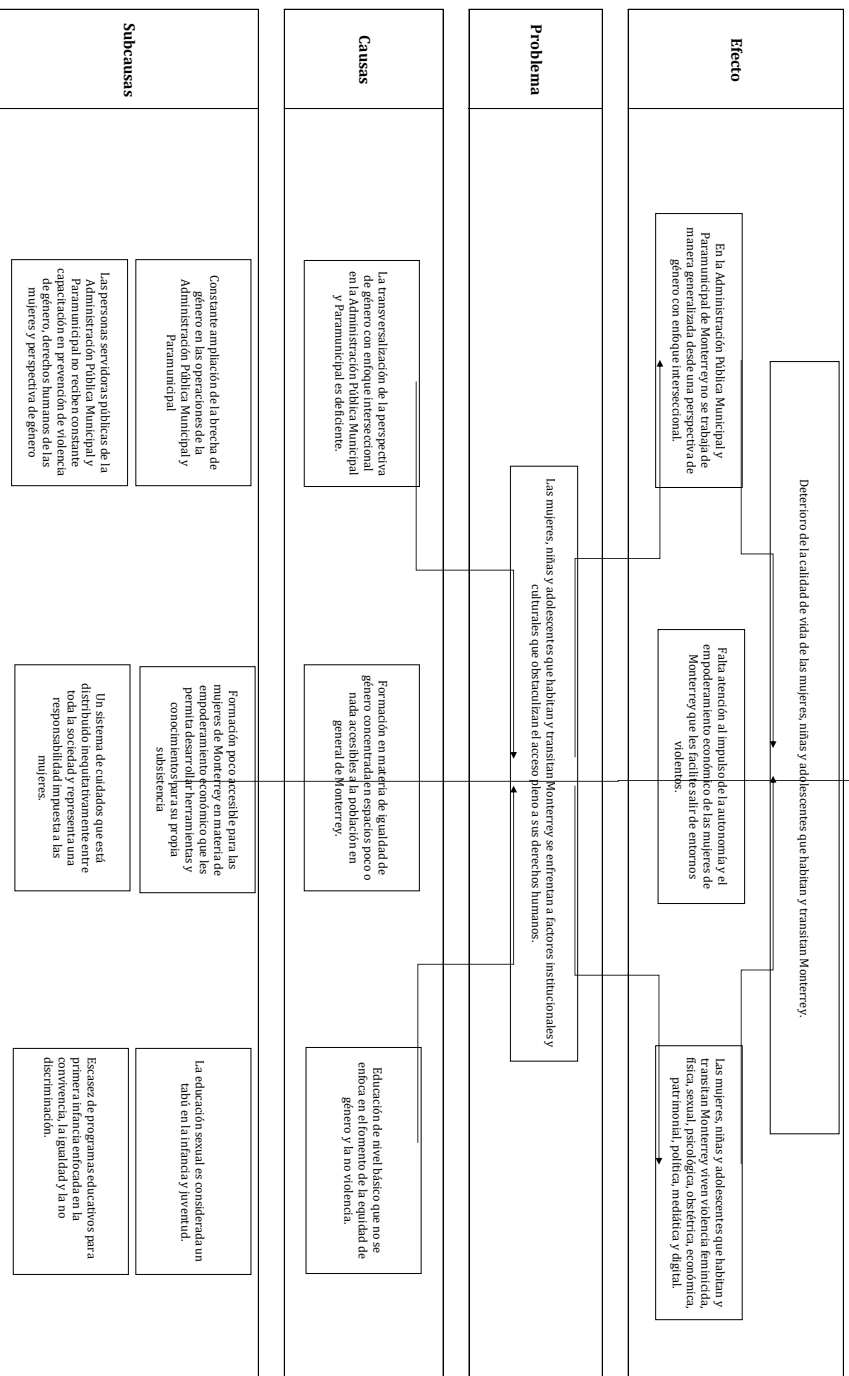 Efecto
Deterioro de la calidad de vida de las mujeres, niñas y adolescentes que habitan y transitan Monterrey.
En la Administración Pública Municipal y
Paramunicipal de Monterrey no se trabaja de
manera generalizada desde una perspectiva de
género con enfoque interseccional.
Falta atención al impulso de la autonomía y el
empoderamiento económico de las mujeres de
Monterrey que les facilite salir de entornos
violentos.
Las mujeres, niñas y adolescentes que habitan y
transitan Monterrey viven violencia feminicida,
física, sexual, psicológica, obstétrica, económica,
patrimonial, política, mediática y digital.
Problema
Las mujeres, niñas y adolescentes que habitan y transitan Monterrey se enfrentan a factores institucionales y
culturales que obstaculizan el acceso pleno a sus derechos humanos.
Causas
La transversalización de la perspectiva
de género con enfoque interseccional
en la Administración Pública Municipal
y Paramunicipal es deficiente.
Formación en materia de igualdad de
género concentrada en espacios poco o
nada accesibles a la población en
general de Monterrey.
Educación de nivel básico que no se
enfoca en el fomento de la equidad de
género y la no violencia.
Subcausas
Constante ampliación de la brecha de
género en las operaciones de la
Administración Pública Municipal y
Paramunicipal
Formación poco accesible para las
mujeres de Monterrey en materia de
empoderamiento económico que les
permita desarrollar herramientas y
conocimientos para su propia
subsistencia
La educación sexual es considerada un
tabú en la infancia y juventud.
Las personas servidoras públicas de la
Administración Pública Municipal y
Paramunicipal no reciben constante
capacitación en prevención de violencia
de género, derechos humanos de las
mujeres y perspectiva de género
Un sistema de cuidados que está
distribuido inequitativamente entre
toda la sociedad y representa una
responsabilidad impuesta a las
mujeres.
Escasez de programas educativos para
primera infancia enfocada en la
convivencia, la igualdad y la no
discriminación.